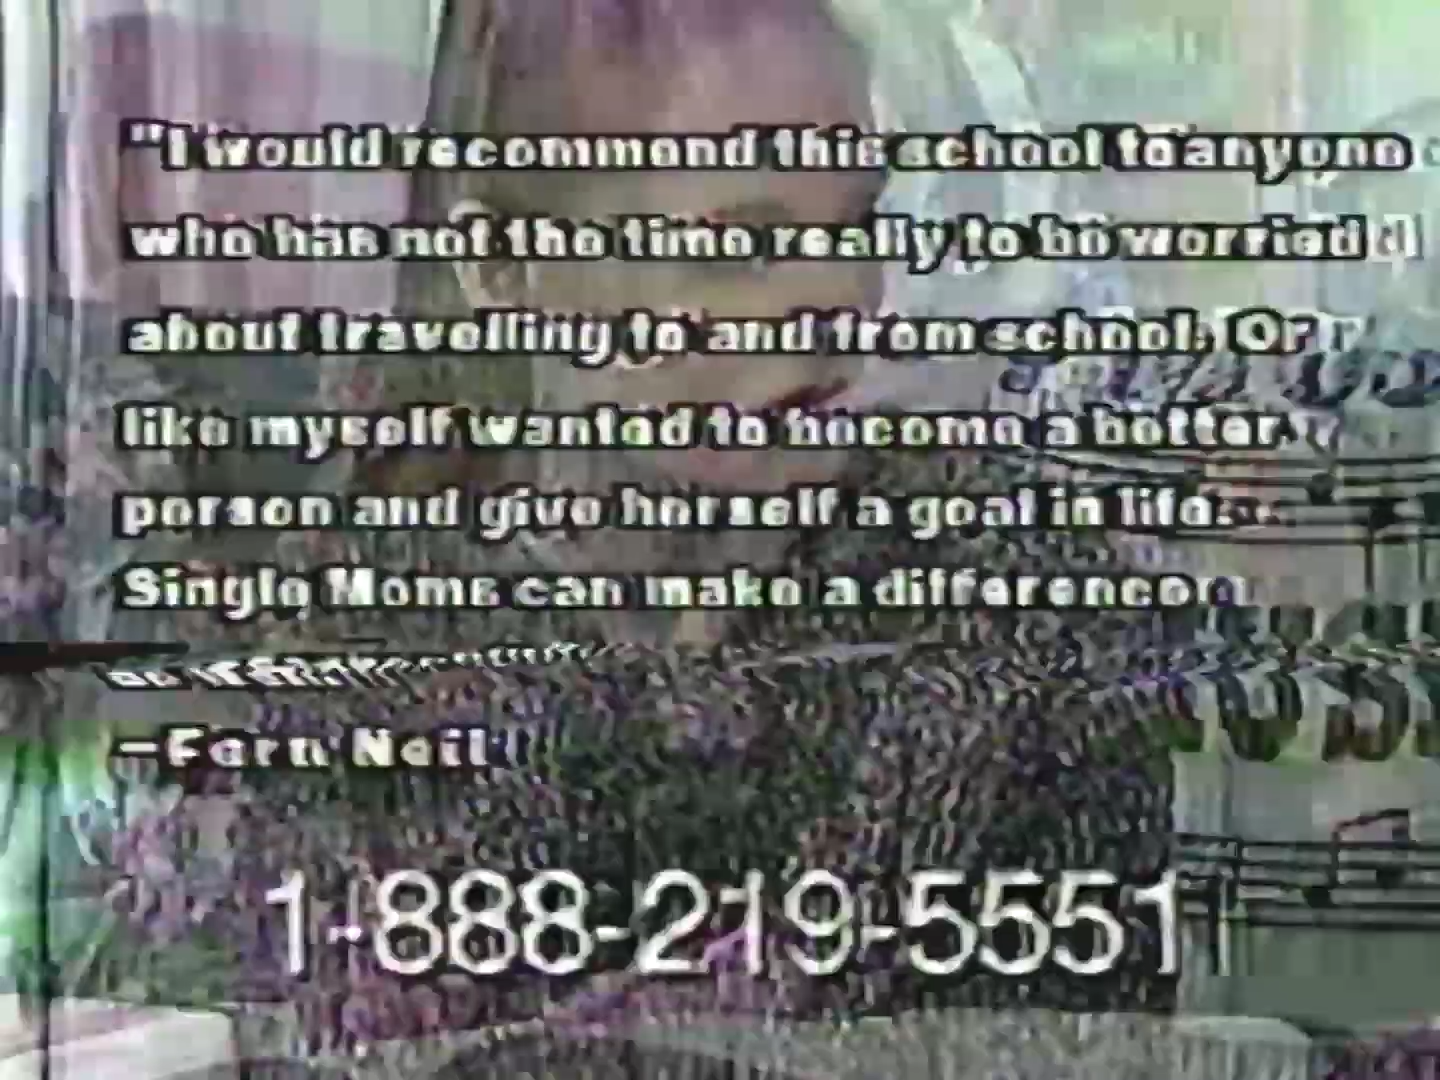 "I would recommend this school to anyone
who has not the time really to be worried
about travelling to and from school. Or
like myself wanted to become a better
person and give herself a goal in life.
Single Moms can make a difference
-Fern Neil
1-888-219-5551